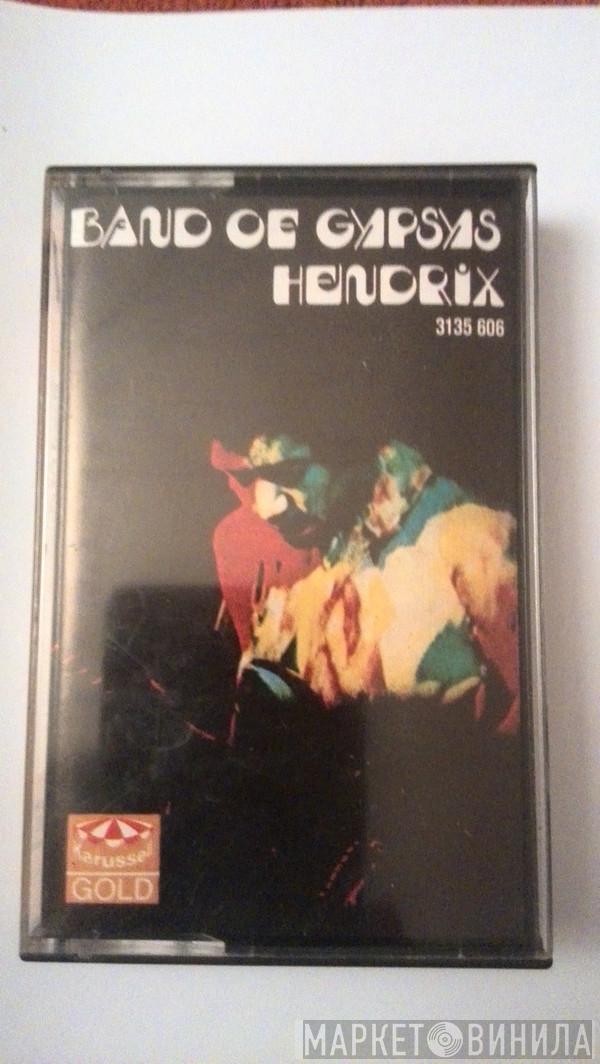 BAND OF GYPSYS
HENDRIX
3135 606
Karussell
GOLD
МАРКЕТ ВИНИЛА